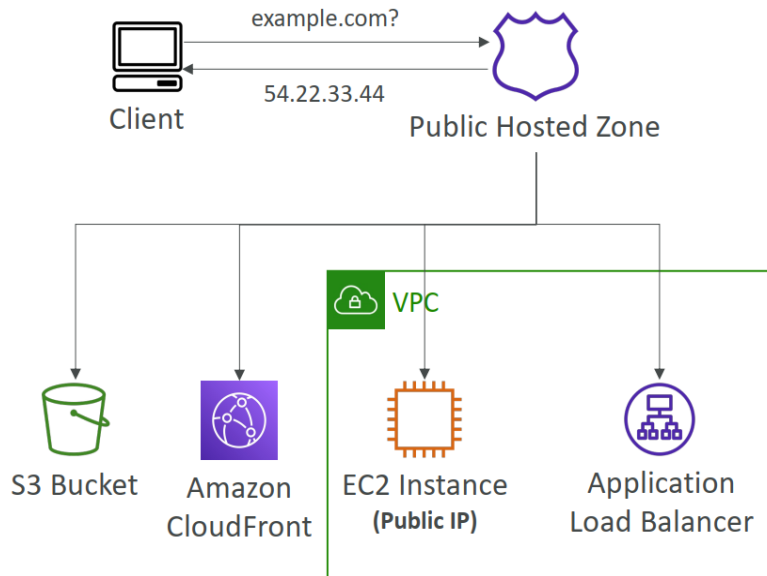 example.com?
54.22.33.44
Client
Public Hosted Zone
VPC
S3 Bucket
Amazon
CloudFront
EC2 Instance
(Public IP)
Application
Load Balancer